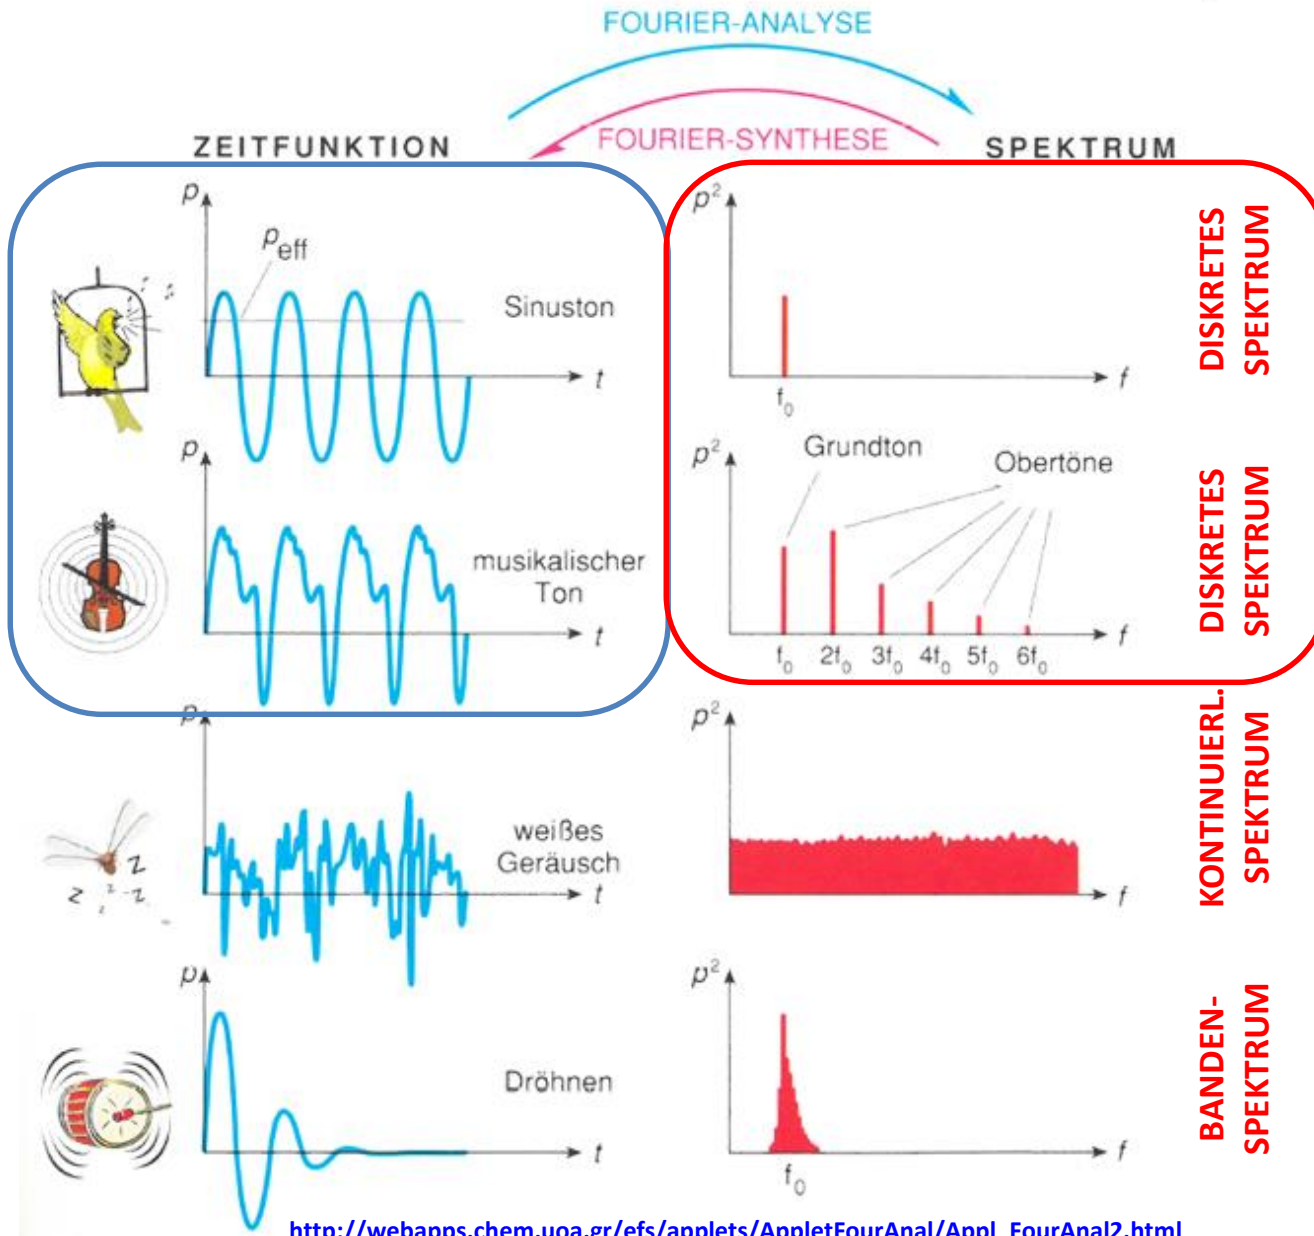 FOURIER-ANALYSE
FOURIER-SYNTHESE
ZEITFUNKTION
SPEKTRUM
p
p eff
Sinuston
t
p²
f₀
f
DISKRETES
SPEKTRUM
p
musikalischer
Ton
t
p²
Grundton
Obertöne
f₀ 2f₀ 3f₀ 4f₀ 5f₀ 6f₀
f
DISKRETES
SPEKTRUM
p
weißes
Geräusch
t
z z z z z
p²
f
KONTINUIERL.
SPEKTRUM
p
Dröhnen
t
p²
f₀
f
BANDEN-
SPEKTRUM
http://webapps.chem.uoa.gr/efs/applets/AppletFourAnal/Appl_FourAnal2.html